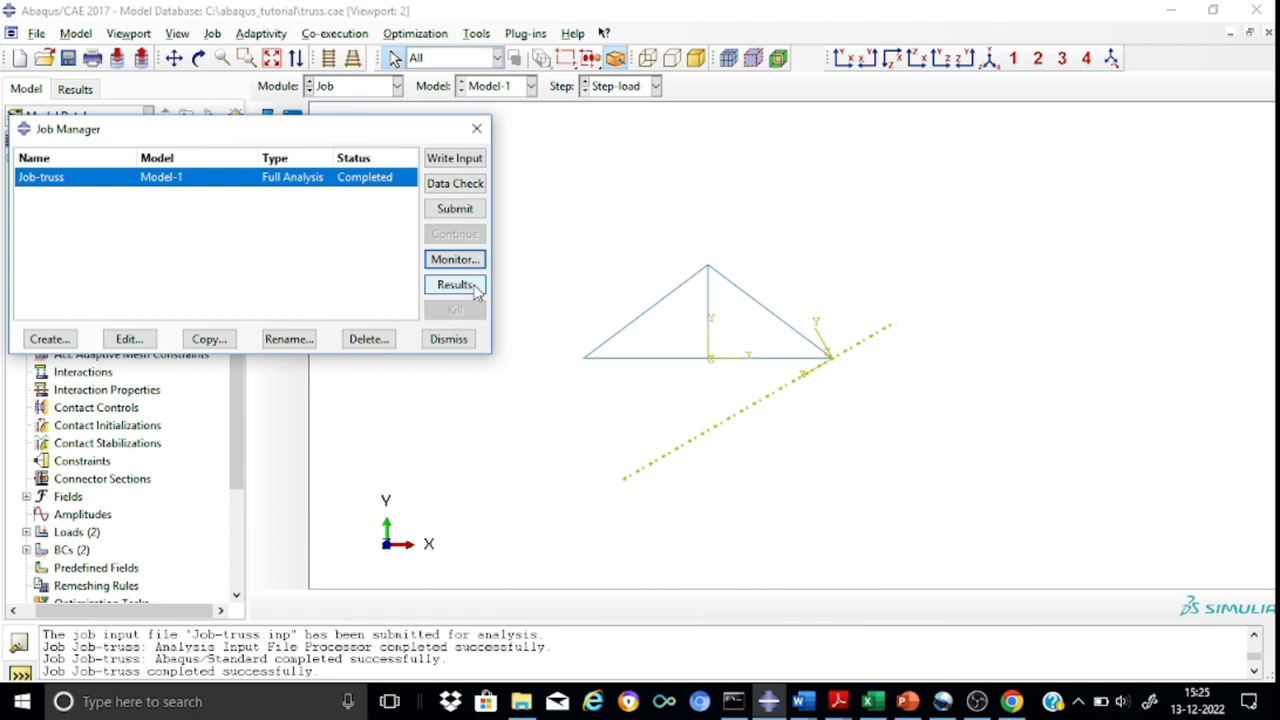 Abaqus/CAE 2017 - Model Database: C:\abaqus_tutorial\truss.cae [Viewport: 2]
File Model Viewport View Job Adaptivity Co-execution Optimization Tools Plug-ins Help
All
1 2 3 4
Model Results Module: Job Model: Model-1 Step: Step-load
Job Manager
Name Model Type Status
Job-truss Model-1 Full Analysis Completed
Write Input
Data Check
Submit
Continue
Monitor...
Results
Kill
Create... Edit... Copy... Rename... Delete... Dismiss
ALE Adaptive Mesh Constraints
Interactions
Interaction Properties
Contact Controls
Contact Initializations
Contact Stabilizations
Constraints
Connector Sections
Fields
Amplitudes
Loads (2)
BCs (2)
Predefined Fields
Remeshing Rules
Optimization Tasks
Y
X
SIMULIA
The job input file "Job-truss.inp" has been submitted for analysis.
Job Job-truss: Analysis Input File Processor completed successfully.
Job Job-truss: Abaqus/Standard completed successfully.
Job Job-truss completed successfully.
Type here to search
15:25
13-12-2022